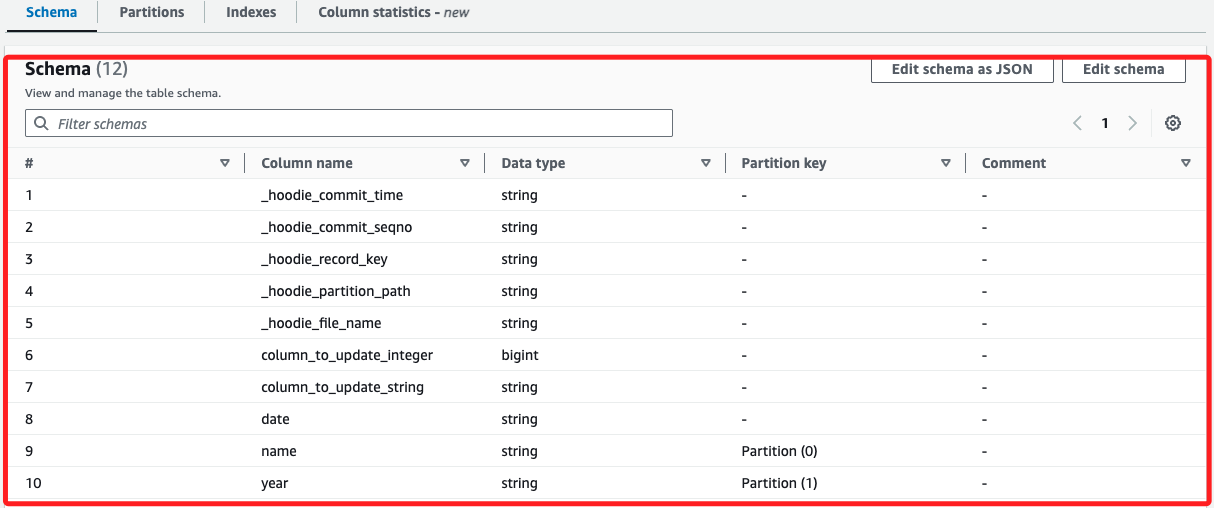 Schema Partitions Indexes Column statistics - new
Schema (12) Edit schema as JSON Edit schema
View and manage the table schema.
Filter schemas 1
# Column name Data type Partition key Comment
1 _hoodie_commit_time string - -
2 _hoodie_commit_seqno string - -
3 _hoodie_record_key string - -
4 _hoodie_partition_path string - -
5 _hoodie_file_name string - -
6 column_to_update_integer bigint - -
7 column_to_update_string string - -
8 date string - -
9 name string Partition (0) -
10 year string Partition (1) -